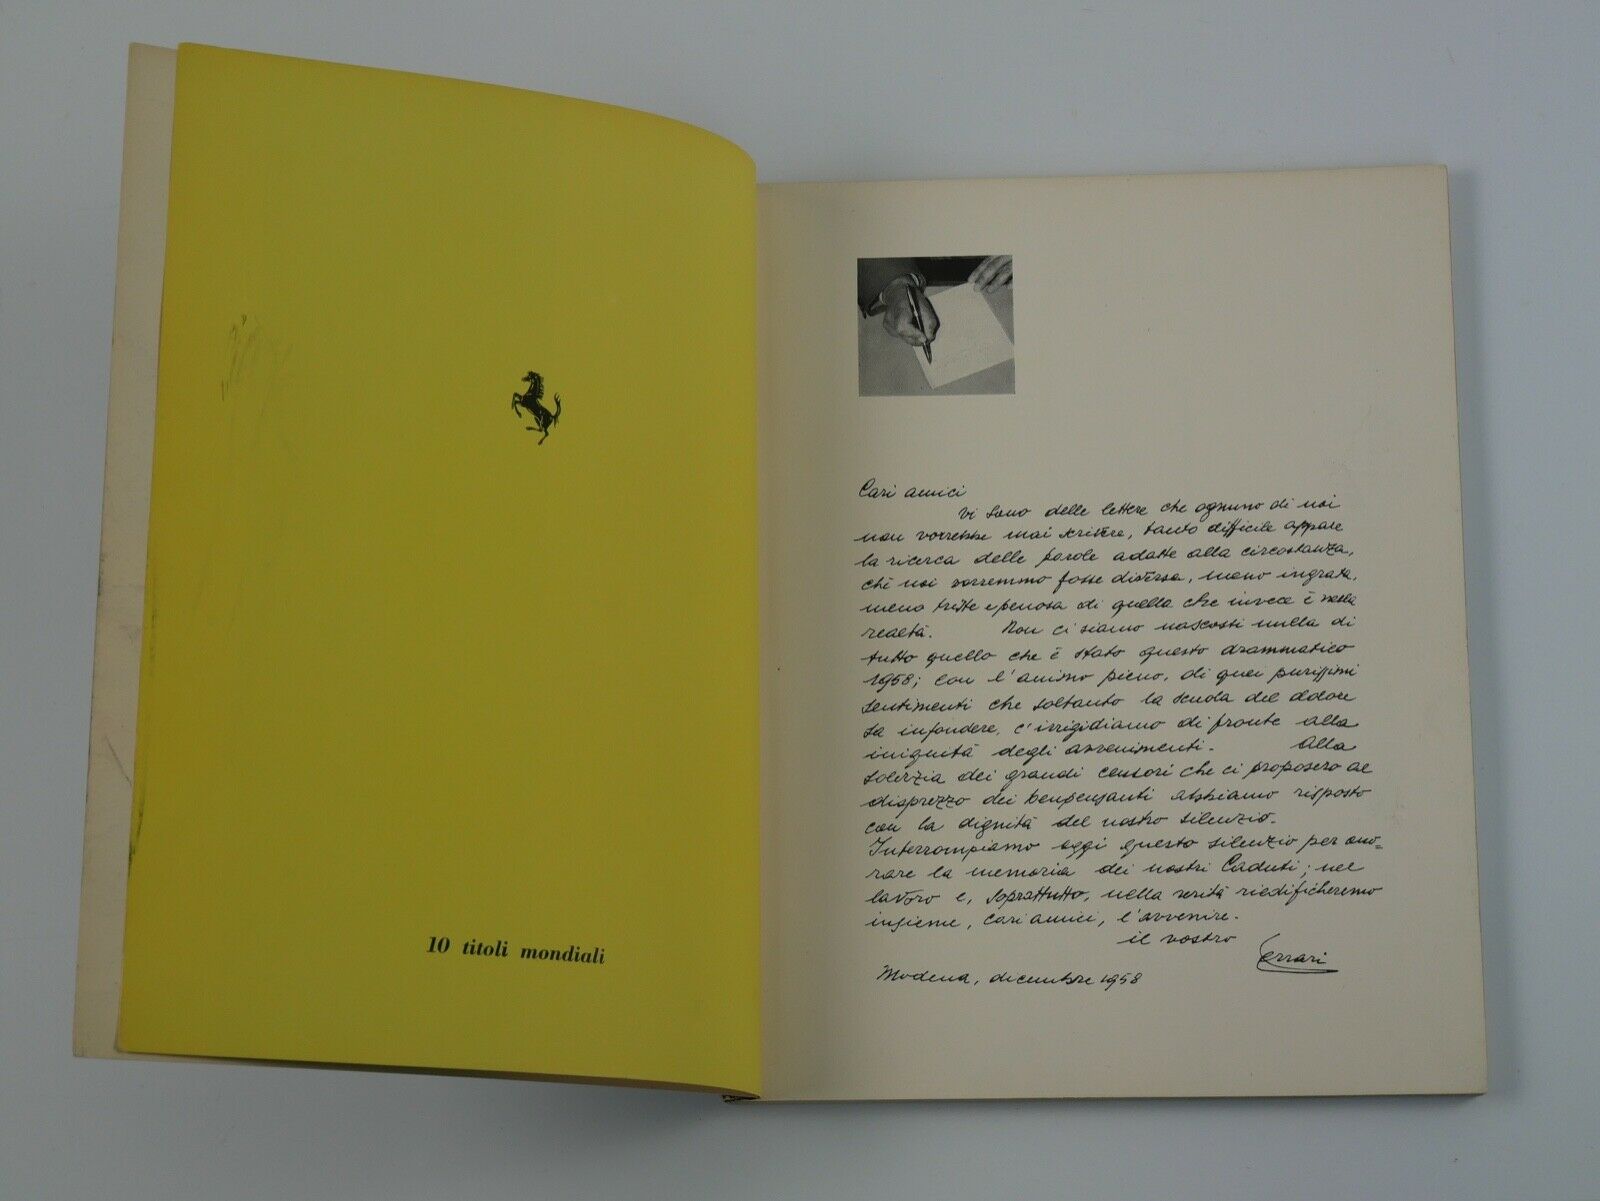 10 titoli mondiali
Cari amici
vi sono delle lettere che ognuno di noi
non vorrebbe mai scrivere, tanto difficile appare
la ricerca delle parole adatte alla circostanza,
che noi vorremmo fosse diversa, meno ingrata,
meno triste e penosa di quella che invece è nella
realtà. Non ci siamo nascosti nulla di
tutto quello che è stato questo drammatico
1958; con l'animo pieno, di quei purissimi
sentimenti che soltanto la scuola del dolore
sa infondere, c'irrigidiamo di fronte alla
iniquità degli avvenimenti. Alla
solerzia dei grandi censori che ci proposero al
disprezzo dei benpensanti abbiamo risposto
con la dignità del nostro silenzio.
Interrompiamo oggi questo silenzio per ono=
rare la memoria dei nostri Caduti; nel
lavoro e, soprattutto, nella verità riedificheremo
insieme, cari amici, l'avvenire.
il vostro Ferrari
Modena, dicembre 1958